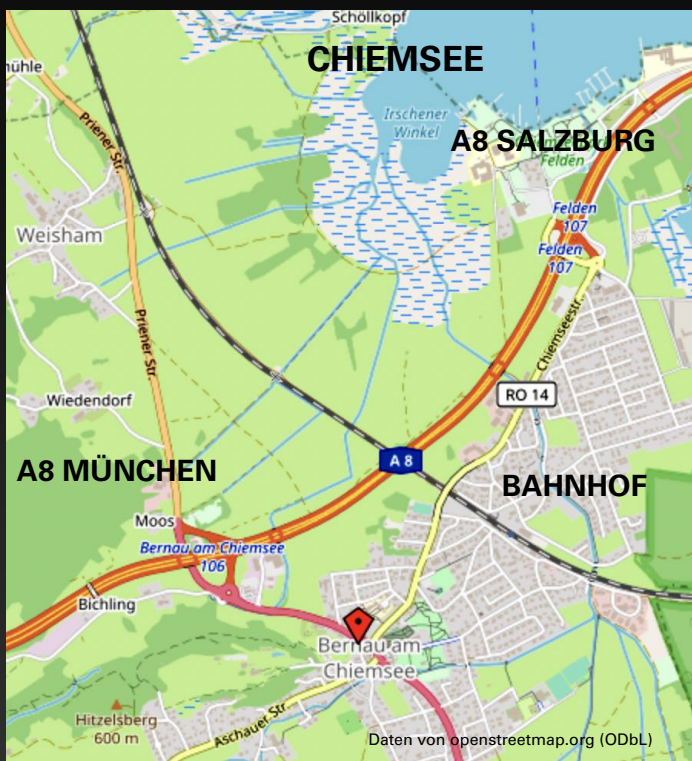 Schöllkopf
CHIEMSEE
mühle
Irschener
Winkel
A8 SALZBURG
Felden
Priener Str.
Felden
107
Felden
107
Weisham
Chiemseestr.
Priener Str.
RO 14
Wiedendorf
A 8
A8 MÜNCHEN
BAHNHOF
Moos
Bernau am Chiemsee
106
Bichling
Bernau am
Chiemsee
Hitzelsberg
600 m
Aschauer Str
Daten von openstreetmap.org (ODbL)